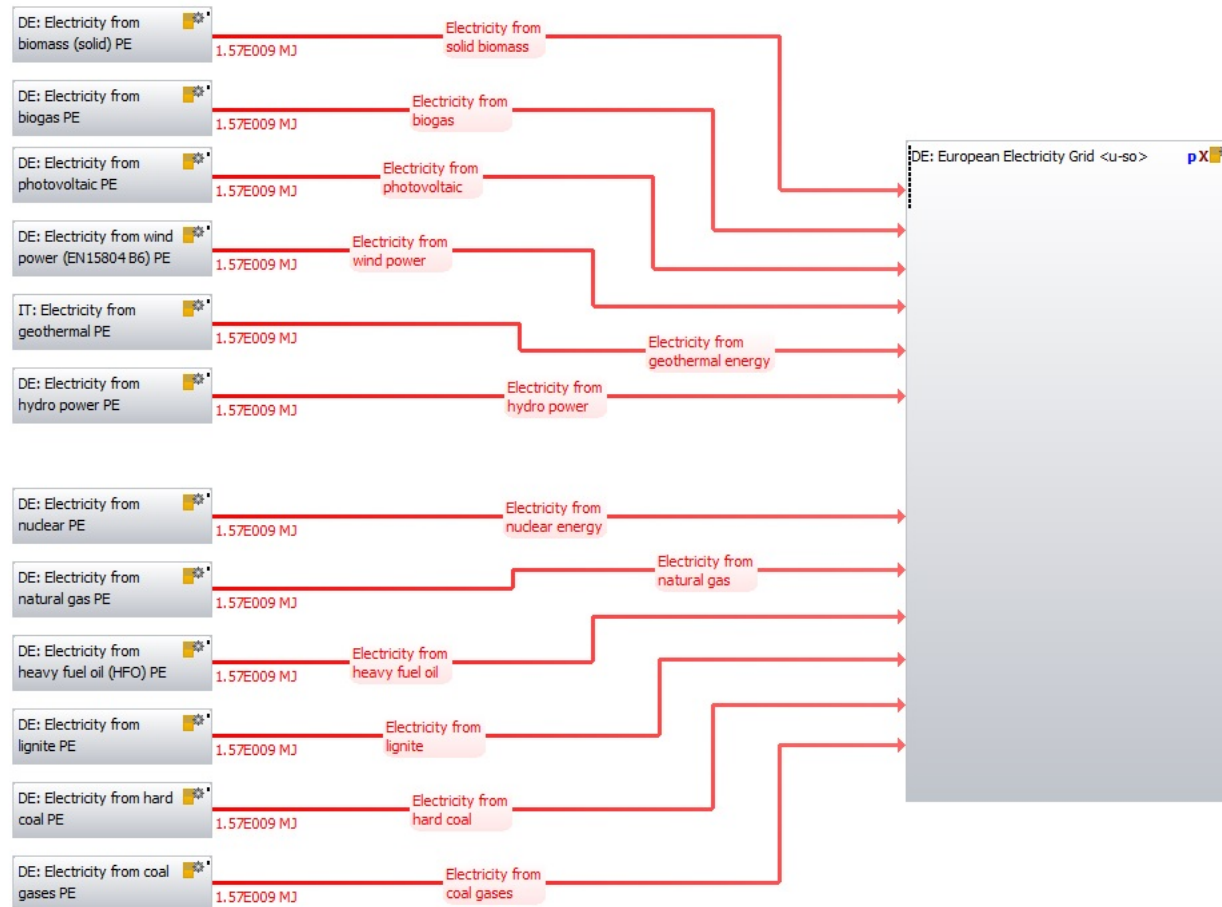 DE: Electricity from
biomass (solid) PE
1.57E009 MJ
Electricity from
solid biomass
DE: Electricity from
biogas PE
1.57E009 MJ
Electricity from
biogas
DE: Electricity from
photovoltaic PE
1.57E009 MJ
Electricity from
photovoltaic
DE: Electricity from wind
power (EN15804 B6) PE
1.57E009 MJ
Electricity from
wind power
IT: Electricity from
geothermal PE
1.57E009 MJ
Electricity from
geothermal energy
DE: Electricity from
hydro power PE
1.57E009 MJ
Electricity from
hydro power
DE: Electricity from
nuclear PE
1.57E009 MJ
Electricity from
nuclear energy
DE: Electricity from
natural gas PE
1.57E009 MJ
Electricity from
natural gas
DE: Electricity from
heavy fuel oil (HFO) PE
1.57E009 MJ
Electricity from
heavy fuel oil
DE: Electricity from
lignite PE
1.57E009 MJ
Electricity from
lignite
DE: Electricity from hard
coal PE
1.57E009 MJ
Electricity from
hard coal
DE: Electricity from coal
gases PE
1.57E009 MJ
Electricity from
coal gases
DE: European Electricity Grid <u-so> pX